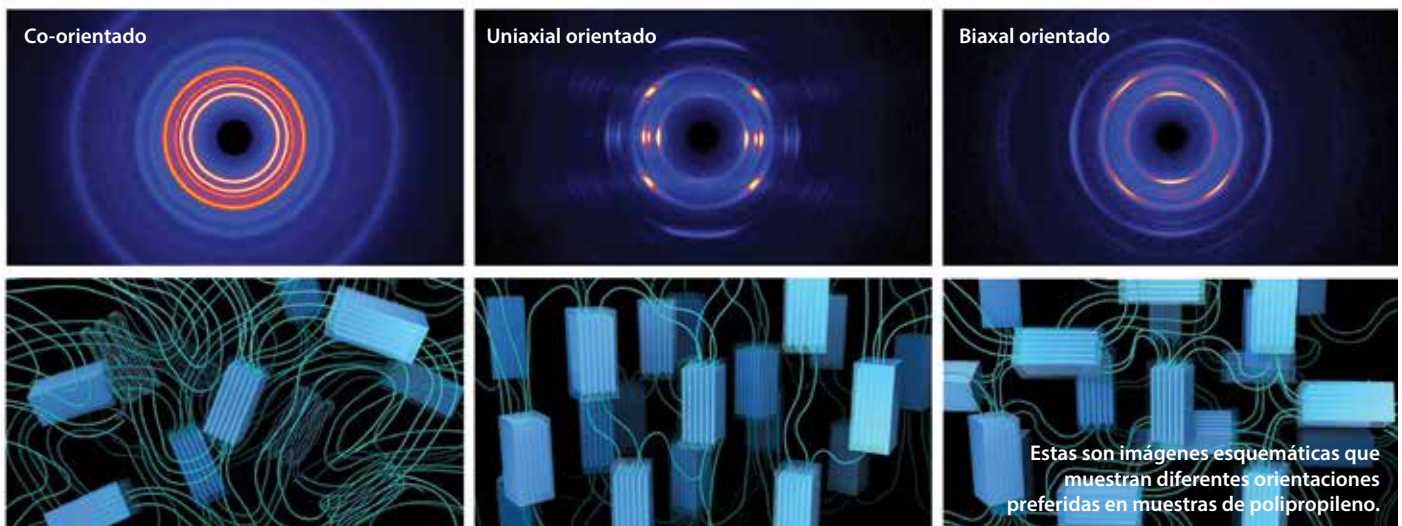 Co-orientado
Uniaxial orientado
Biaxal orientado
Estas son imágenes esquemáticas que
muestran diferentes orientaciones
preferidas en muestras de polipropileno.